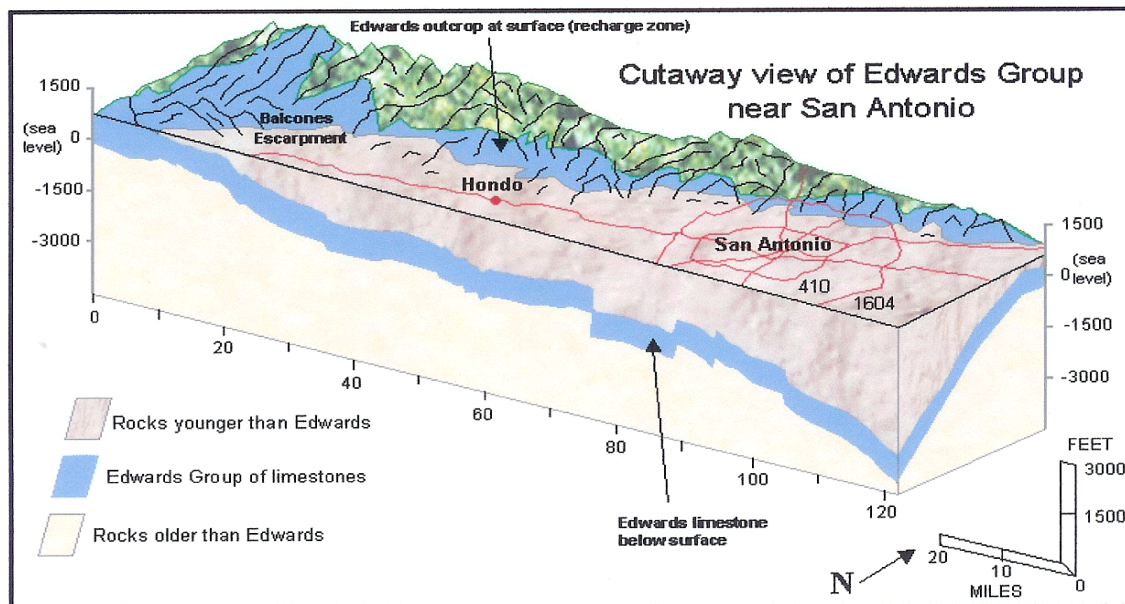 Edwards outcrop at surface (recharge zone)
Cutaway view of Edwards Group
near San Antonio
1500
(sea
level)
0
-1500
-3000
Balcones
Escarpment
Hondo
San Antonio
410
1604
1500
(sea
level)
0
-1500
-3000
0
20
40
60
80
100
120
Rocks younger than Edwards
Edwards Group of limestones
Rocks older than Edwards
Edwards limestone
below surface
FEET
3000
1500
0
N
20
10
MILES